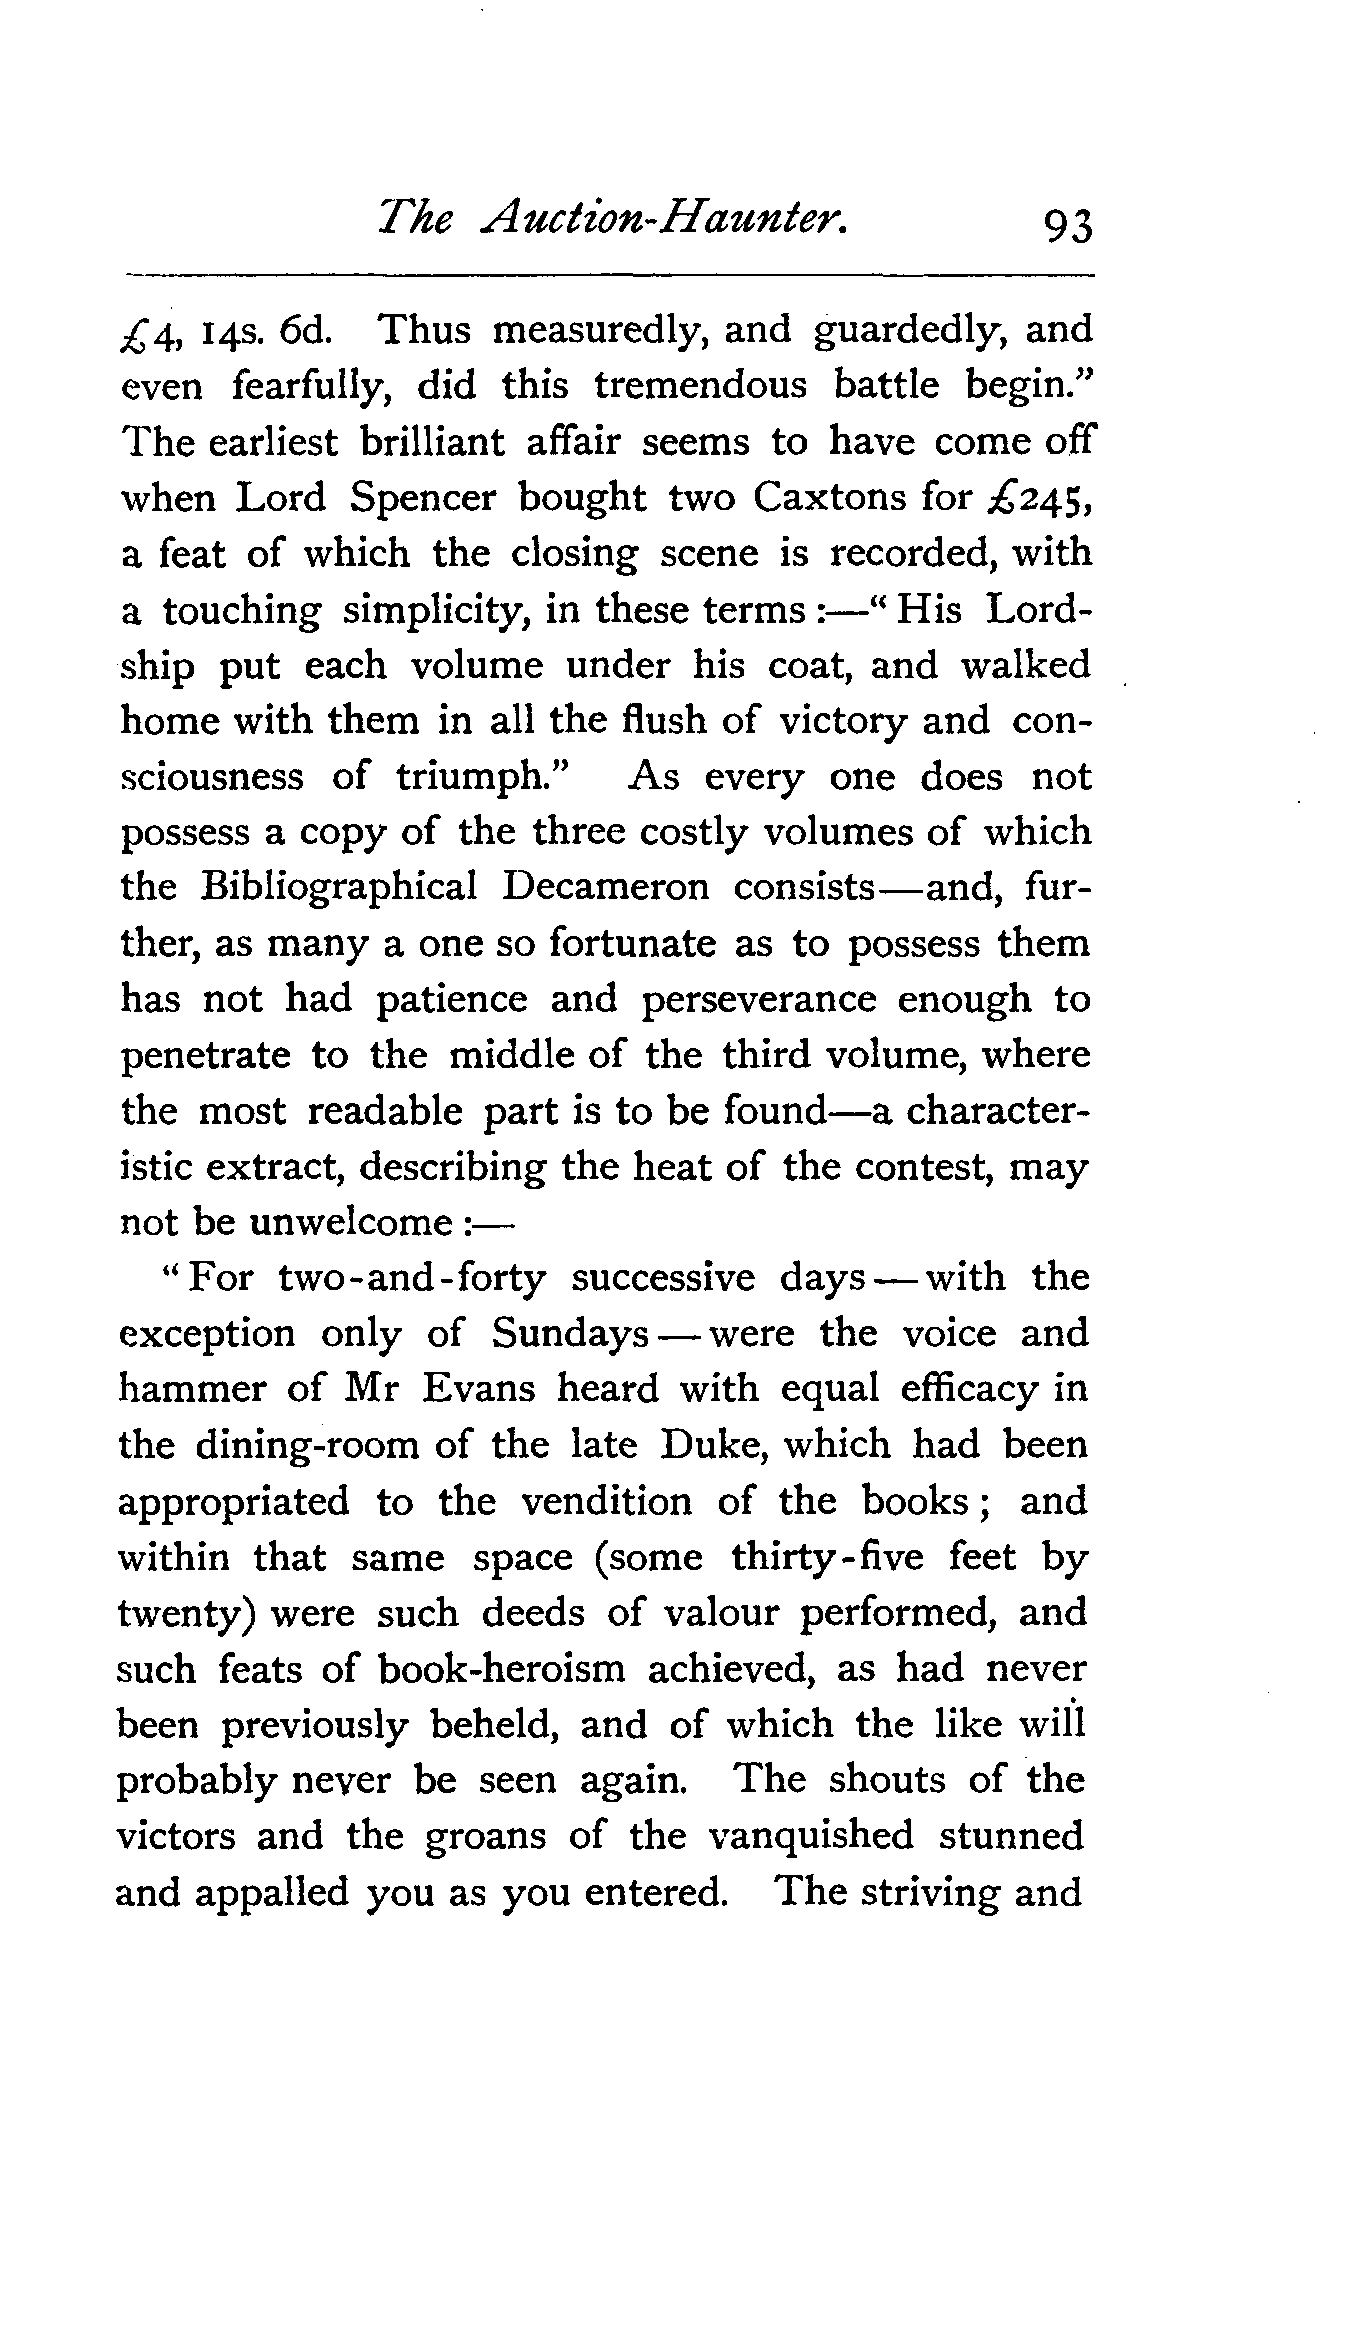 The Auction-Haunter. 93
£4, 14s. 6d. Thus measuredly, and guardedly, and
even fearfully, did this tremendous battle begin."
The earliest brilliant affair seems to have come off
when Lord Spencer bought two Caxtons for £245,
a feat of which the closing scene is recorded, with
a touching simplicity, in these terms :—" His Lord-
ship put each volume under his coat, and walked
home with them in all the flush of victory and con-
sciousness of triumph." As every one does not
possess a copy of the three costly volumes of which
the Bibliographical Decameron consists—and, fur-
ther, as many a one so fortunate as to possess them
has not had patience and perseverance enough to
penetrate to the middle of the third volume, where
the most readable part is to be found—a character-
istic extract, describing the heat of the contest, may
not be unwelcome :—
" For two-and-forty successive days — with the
exception only of Sundays — were the voice and
hammer of Mr Evans heard with equal efficacy in
the dining-room of the late Duke, which had been
appropriated to the vendition of the books ; and
within that same space (some thirty-five feet by
twenty) were such deeds of valour performed, and
such feats of book-heroism achieved, as had never
been previously beheld, and of which the like will
probably never be seen again. The shouts of the
victors and the groans of the vanquished stunned
and appalled you as you entered. The striving and